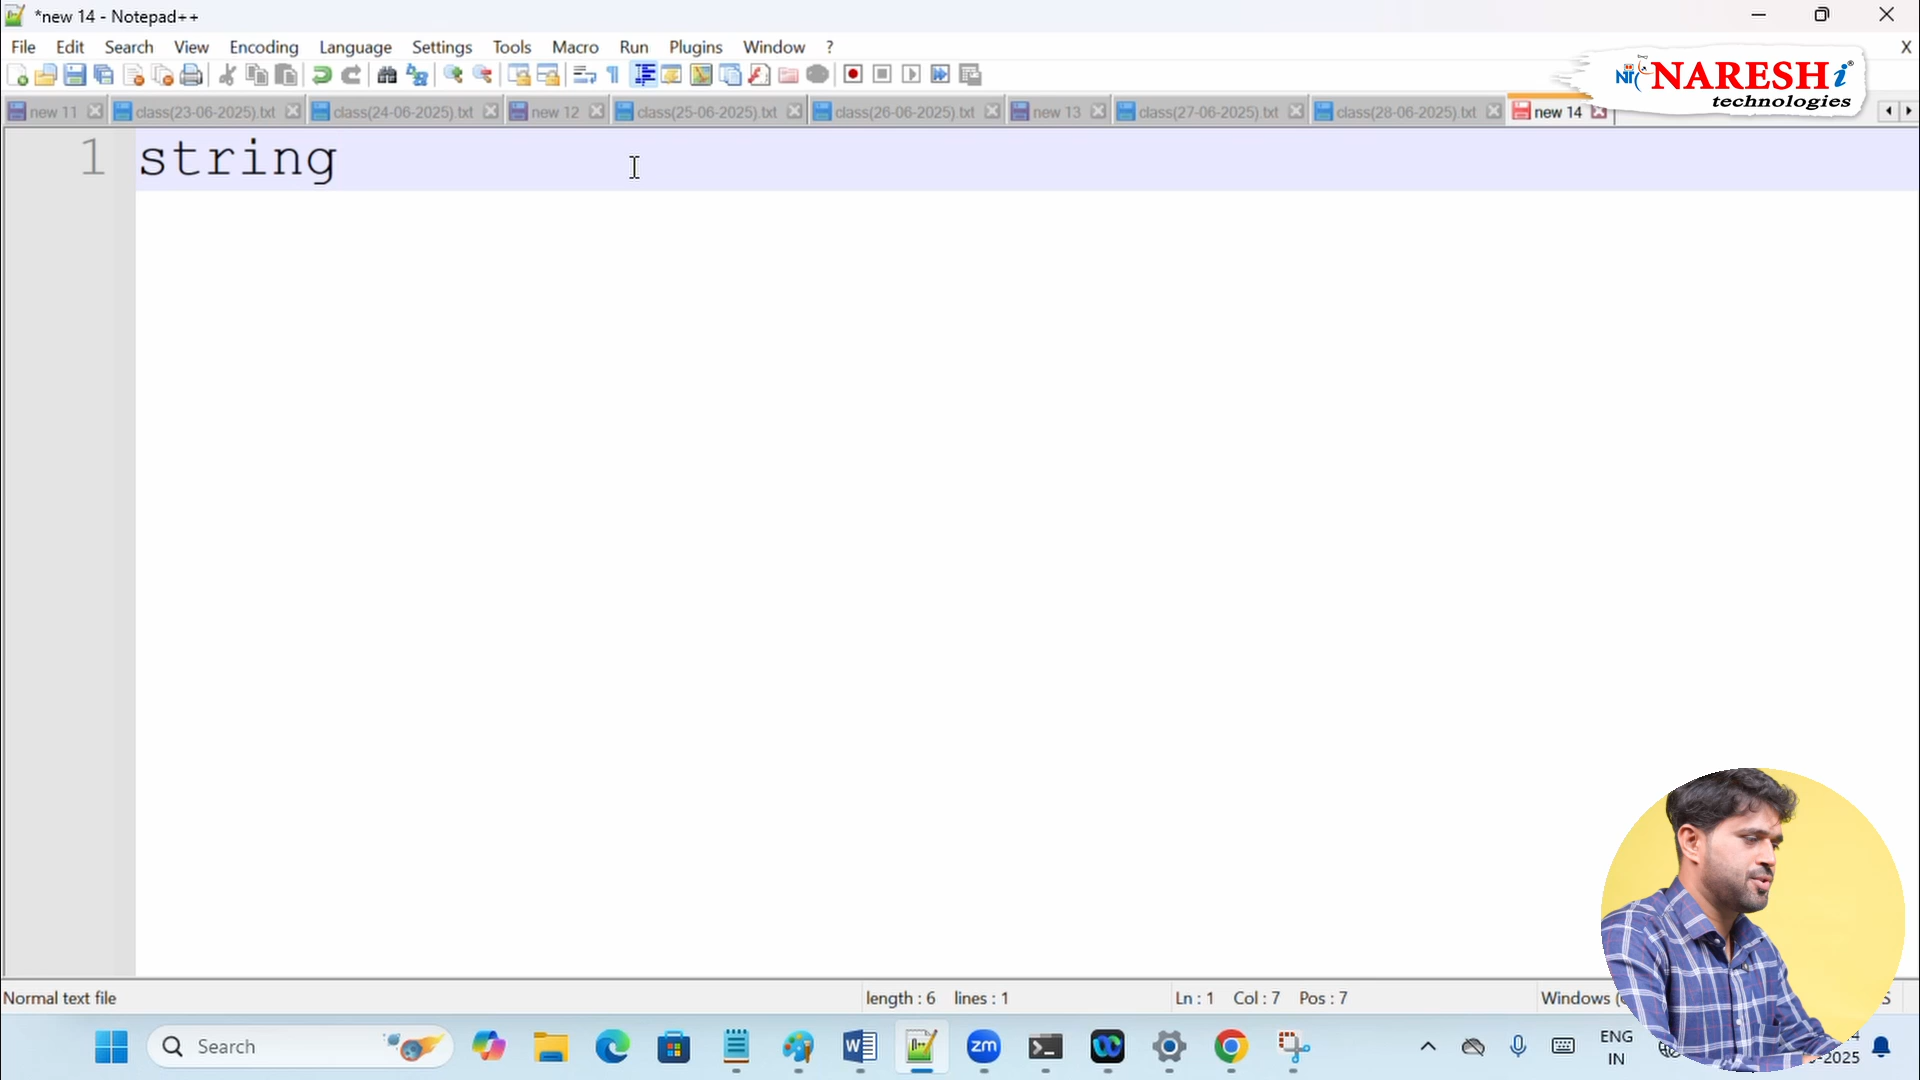 *new 14 - Notepad++
File Edit Search View Encoding Language Settings Tools Macro Run Plugins Window ? X
NARESHi
technologies
new 11 class(23-06-2025).txt class(24-06-2025).txt new 12 class(25-06-2025).txt class(26-06-2025).txt new 13 class(27-06-2025).txt class(28-06-2025).txt new 14
1 string
Normal text file length : 6 lines : 1 Ln : 1 Col : 7 Pos : 7 Windows
Search zm ENG
IN -2025